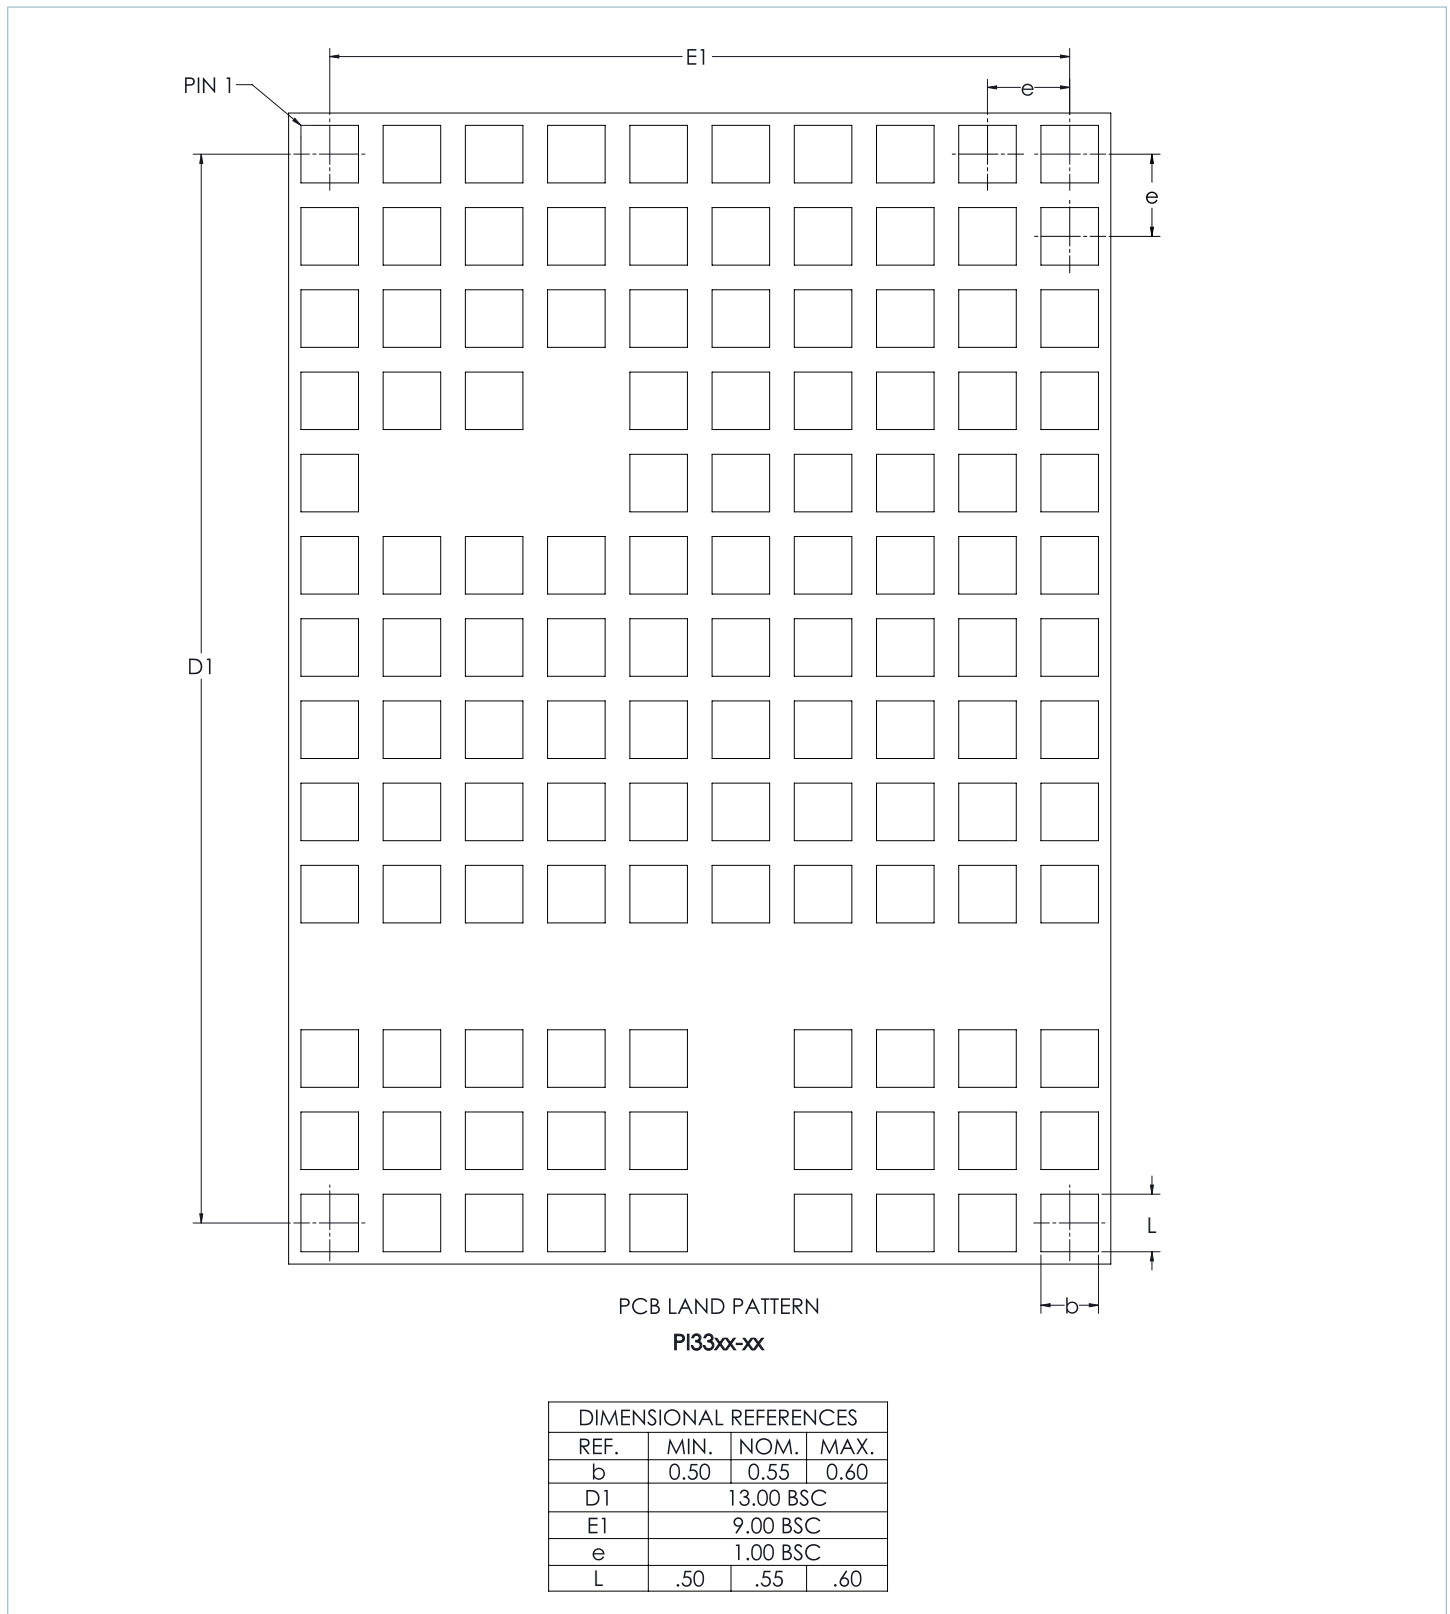 E1
PIN 1
e
e
D1
L
b
PCB LAND PATTERN
PI33xx-xx
DIMENSIONAL REFERENCES
REF. MIN. NOM. MAX.
b 0.50 0.55 0.60
D1 13.00 BSC
E1 9.00 BSC
e 1.00 BSC
L .50 .55 .60